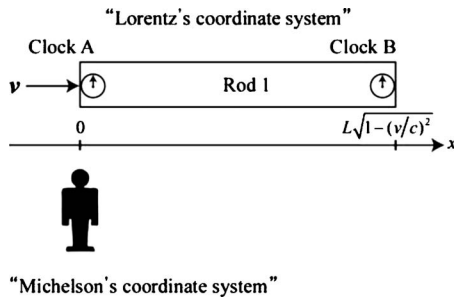 “Lorentz’s coordinate system”
Clock A Clock B
v Rod 1
0 L√1−(v/c)²
x
“Michelson’s coordinate system”